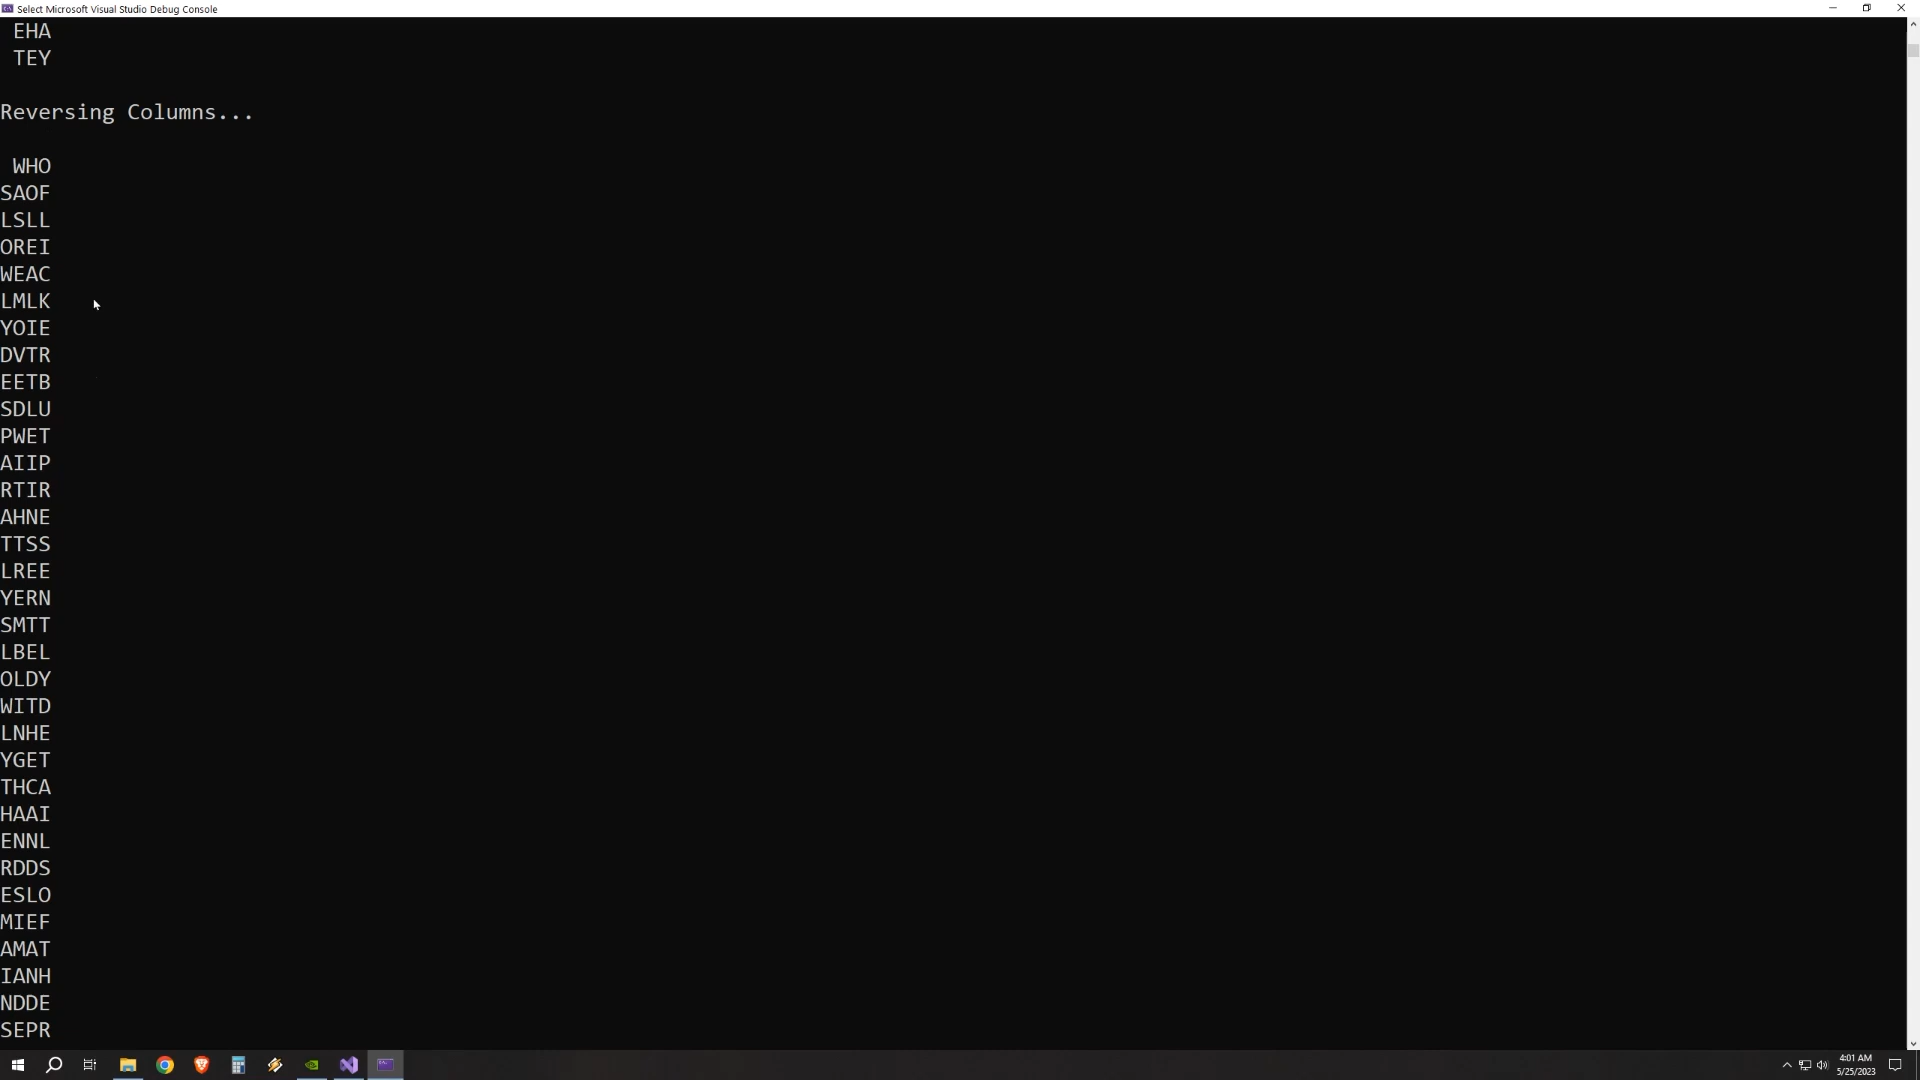 Select Microsoft Visual Studio Debug Console
EHA
TEY
Reversing Columns...
WHO
SAOF
LSLL
OREI
WEAC
LMLK
YOIE
DVTR
EETB
SDLU
PWET
AIIP
RTIR
AHNE
TTSS
LREE
YERN
SMTT
LBEL
OLDY
WITD
LNHE
YGET
THCA
HAAI
ENNL
RDDS
ESLO
MIEF
AMAT
IANH
NDDE
SEPR
4:01 AM
5/25/2023